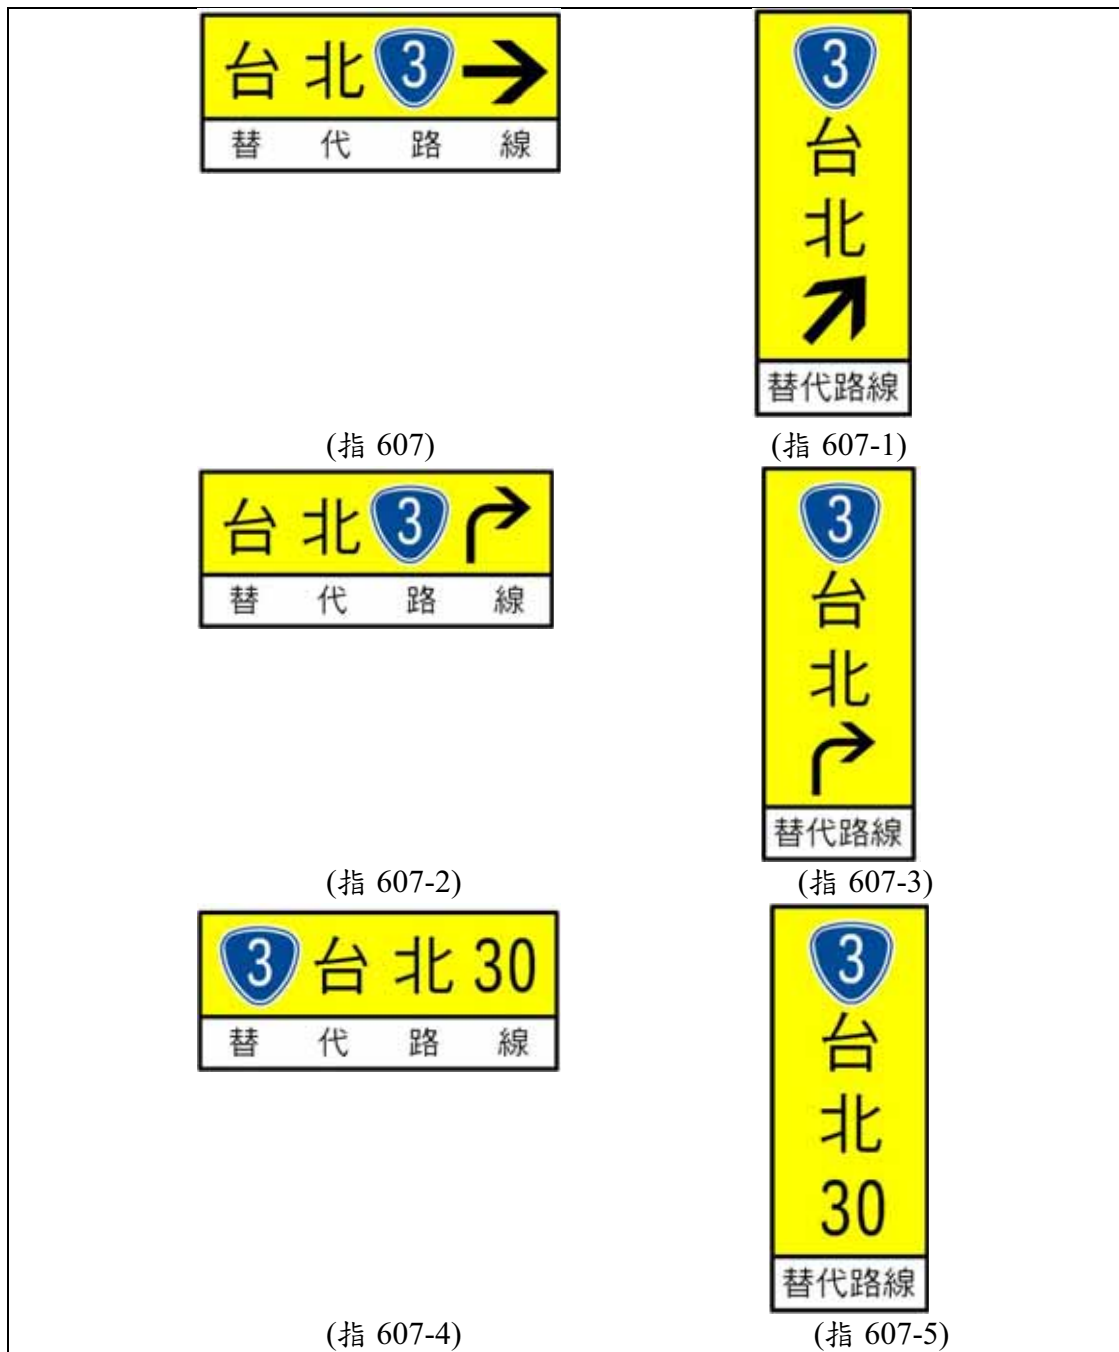 台北 3 →
替代路線
(指 607)
3
台
北
↗
替代路線
(指 607-1)
台北 3 ↱
替代路線
(指 607-2)
3
台
北
↱
替代路線
(指 607-3)
3 台北 30
替代路線
(指 607-4)
3
台
北
30
替代路線
(指 607-5)